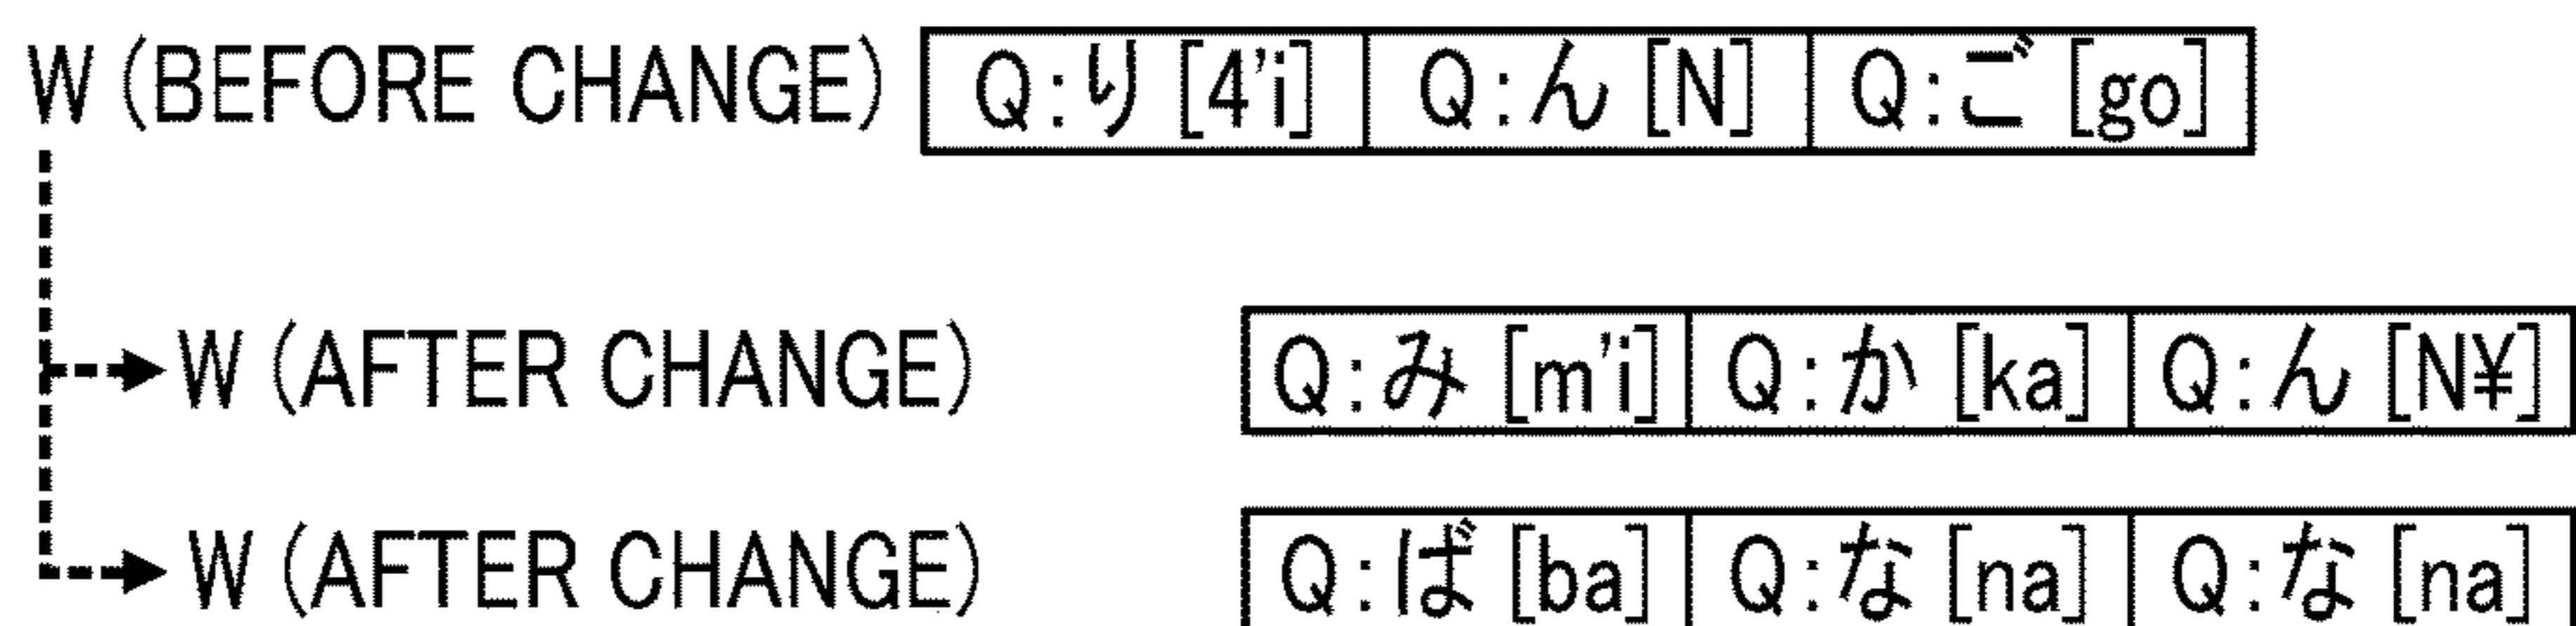 W (BEFORE CHANGE) Q:り [4'i] Q:ん [N] Q:ご [go]
W (AFTER CHANGE) Q:み [m'i] Q:か [ka] Q:ん [N¥]
W (AFTER CHANGE) Q:ば [ba] Q:な [na] Q:な [na]